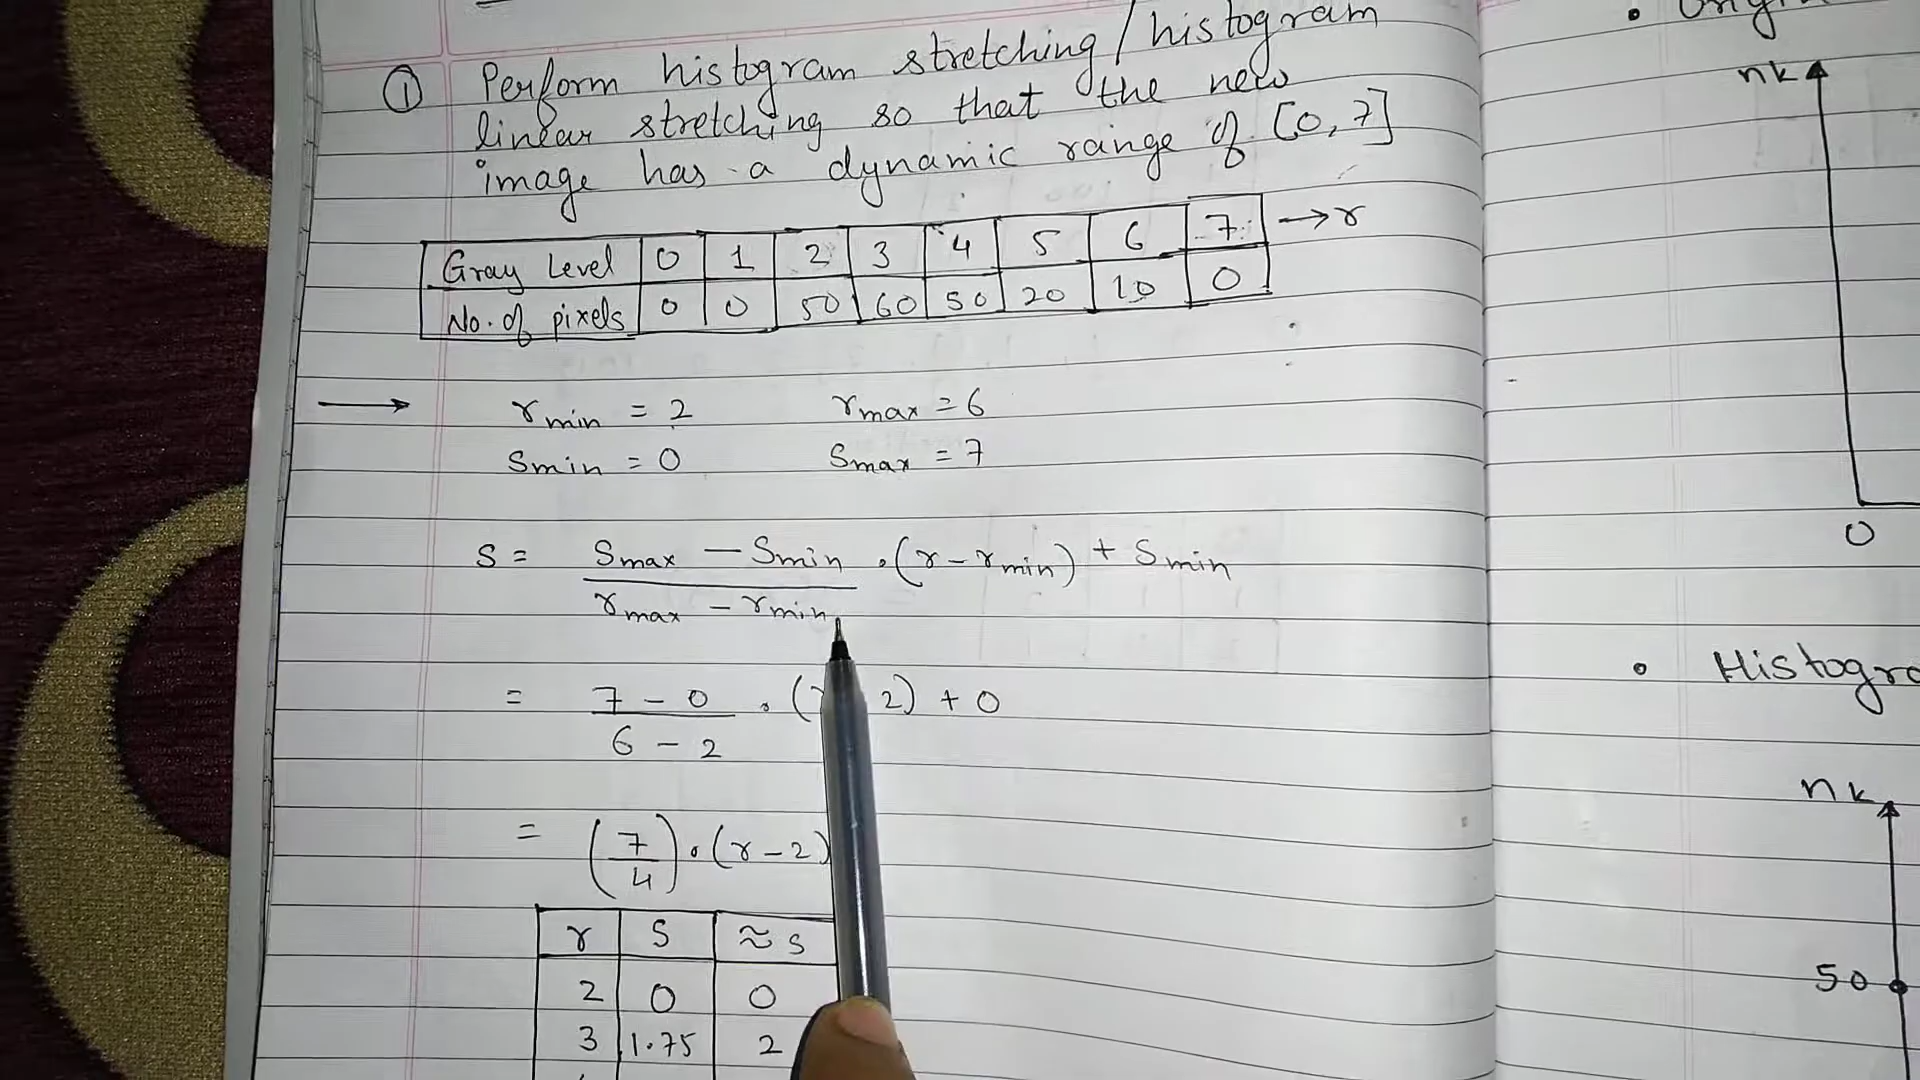 ① Perform histogram stretching / histogram
linear stretching so that the new
image has a dynamic range of [0, 7]
Gray Level 0 1 2 3 4 5 6 7 → r
No. of pixels 0 0 50 60 50 20 10 0
→ rmin = 2 rmax = 6
Smin = 0 Smax = 7
S = Smax − Smin . (r − rmin) + Smin
rmax − rmin
= 7 − 0 . ( 2) + 0
6 − 2
= (7/4) . (r − 2)
r S ≈ S
2 0 0
3 1.75 2
nk
0
• Histogra
nk
50